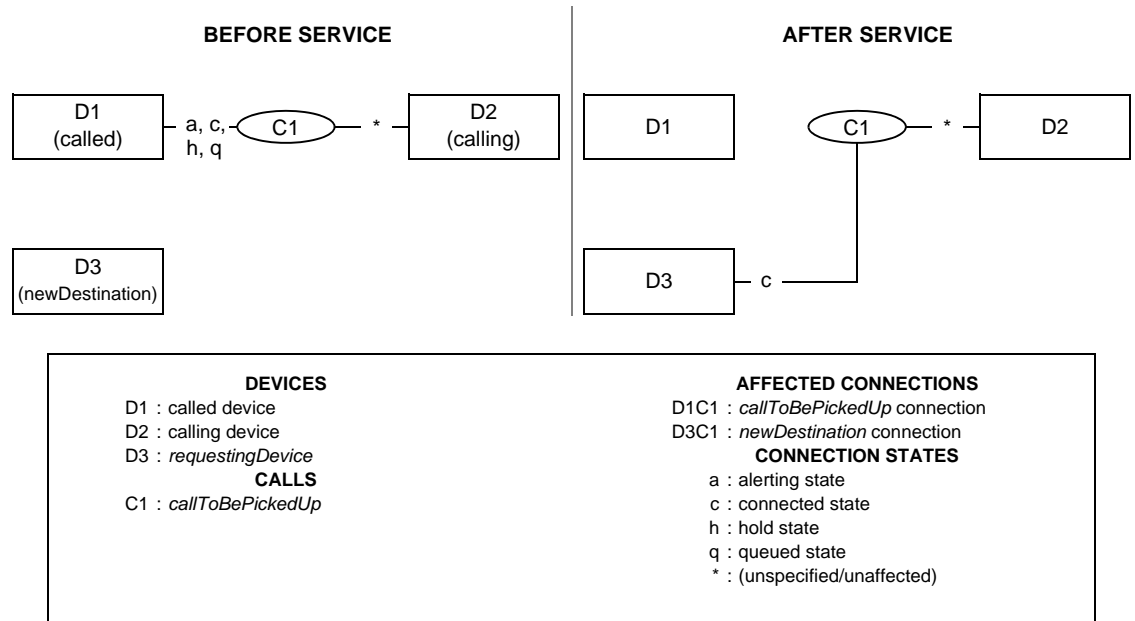 BEFORE SERVICE
D1
(called)
a, c,
h, q
C1
*
D2
(calling)
D3
(newDestination)
AFTER SERVICE
D1
C1
*
D2
D3
c
DEVICES
D1 : called device
D2 : calling device
D3 : requestingDevice
CALLS
C1 : callToBePickedUp
AFFECTED CONNECTIONS
D1C1 : callToBePickedUp connection
D3C1 : newDestination connection
CONNECTION STATES
a : alerting state
c : connected state
h : hold state
q : queued state
* : (unspecified/unaffected)